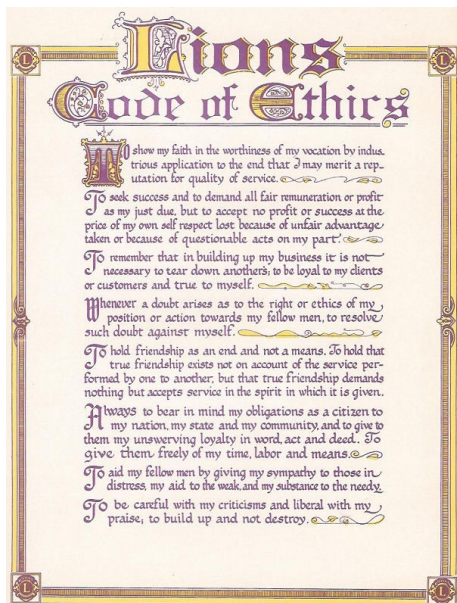 Lions
Code of Ethics
To show my faith in the worthiness of my vocation by indus-
trious application to the end that I may merit a rep-
utation for quality of service.
To seek success and to demand all fair remuneration or profit
as my just due, but to accept no profit or success at the
price of my own self respect lost because of unfair advantage
taken or because of questionable acts on my part.
To remember that in building up my business it is not
necessary to tear down another's; to be loyal to my clients
or customers and true to myself.
Whenever a doubt arises as to the right or ethics of my
position or action towards my fellow men, to resolve
such doubt against myself.
To hold friendship as an end and not a means. To hold that
true friendship exists not on account of the service per-
formed by one to another, but that true friendship demands
nothing but accepts service in the spirit in which it is given.
Always to bear in mind my obligations as a citizen to
my nation, my state and my community, and to give to
them my unswerving loyalty in word, act and deed. To
give them freely of my time, labor and means.
To aid my fellow men by giving my sympathy to those in
distress, my aid to the weak, and my substance to the needy.
To be careful with my criticisms and liberal with my
praise; to build up and not destroy.
L
L
L
L